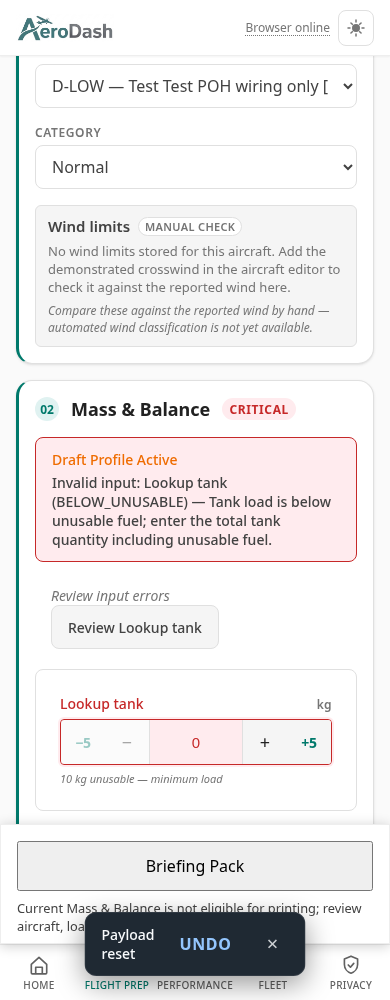 AeroDash
Browser online
D-LOW — Test Test POH wiring only [
CATEGORY
Normal
Wind limits MANUAL CHECK
No wind limits stored for this aircraft. Add the
demonstrated crosswind in the aircraft editor to
check it against the reported wind here.
Compare these against the reported wind by hand —
automated wind classification is not yet available.
02 Mass & Balance CRITICAL
Draft Profile Active
Invalid input: Lookup tank
(BELOW_UNUSABLE) — Tank load is below
unusable fuel; enter the total tank
quantity including unusable fuel.
Review Input errors
Review Lookup tank
Lookup tank kg
−5 − 0 + +5
10 kg unusable — minimum load
Briefing Pack
Current Mass & Balance is not eligible for printing; review
aircraft, loa
Payload
reset
UNDO ×
HOME FLIGHT PREP PERFORMANCE FLEET PRIVACY